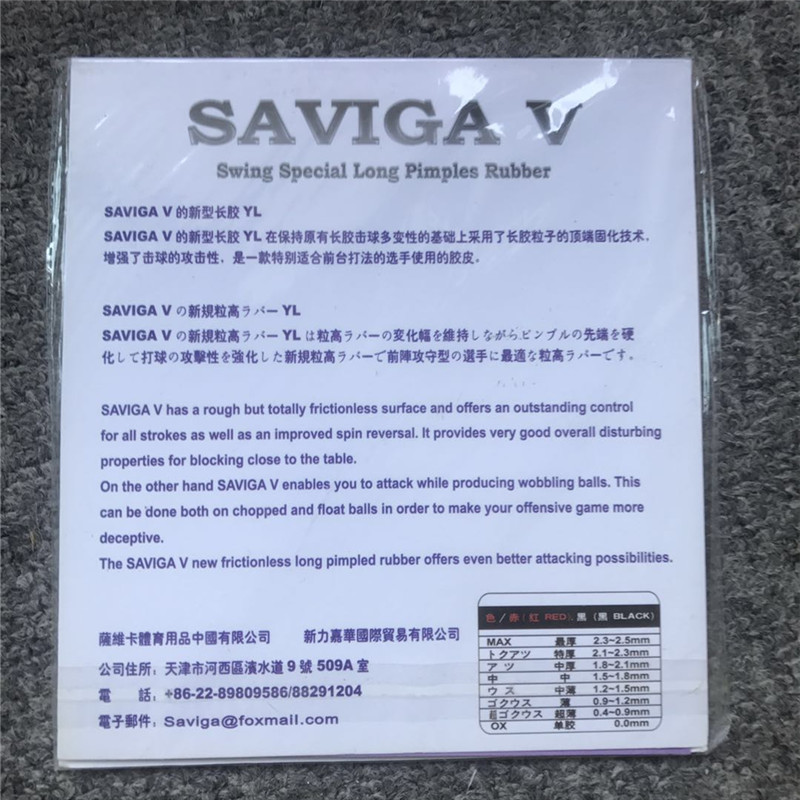 SAVIGA V
Swing Special Long Pimples Rubber
SAVIGA V 的新型长胶 YL
SAVIGA V 的新型长胶 YL 在保持原有长胶击球多变性的基础上采用了长胶粒子的顶端固化技术,
增强了击球的攻击性, 是一款特别适合前台打法的选手使用的胶皮。
SAVIGA V の新規粒高ラバー YL
SAVIGA V の新規粒高ラバー YL は粒高ラバーの変化幅を維持しながらピンプルの先端を硬
化して打球の攻撃性を強化した新規粒高ラバーで前陣攻守型の選手に最適な粒高ラバーです。
SAVIGA V has a rough but totally frictionless surface and offers an outstanding control
for all strokes as well as an improved spin reversal. It provides very good overall disturbing
properties for blocking close to the table.
On the other hand SAVIGA V enables you to attack while producing wobbling balls. This
can be done both on chopped and float balls in order to make your offensive game more
deceptive.
The SAVIGA V new frictionless long pimpled rubber offers even better attacking possibilities.
薩維卡體育用品中國有限公司 新力嘉華國際貿易有限公司
公司住所: 天津市河西區濱水道 9 號 509A 室
電 話: +86-22-89809586/88291204
電子郵件: Saviga@foxmail.com
色 / 赤 (红 RED)、黑 (黑 BLACK)
MAX 最厚 2.3~2.5mm
トクアツ 特厚 2.1~2.3mm
アツ 中厚 1.8~2.1mm
中 中 1.5~1.8mm
ウス 中薄 1.2~1.5mm
ゴクウス 薄 0.9~1.2mm
超ゴクウス 超薄 0.4~0.9mm
OX 单胶 0.0mm